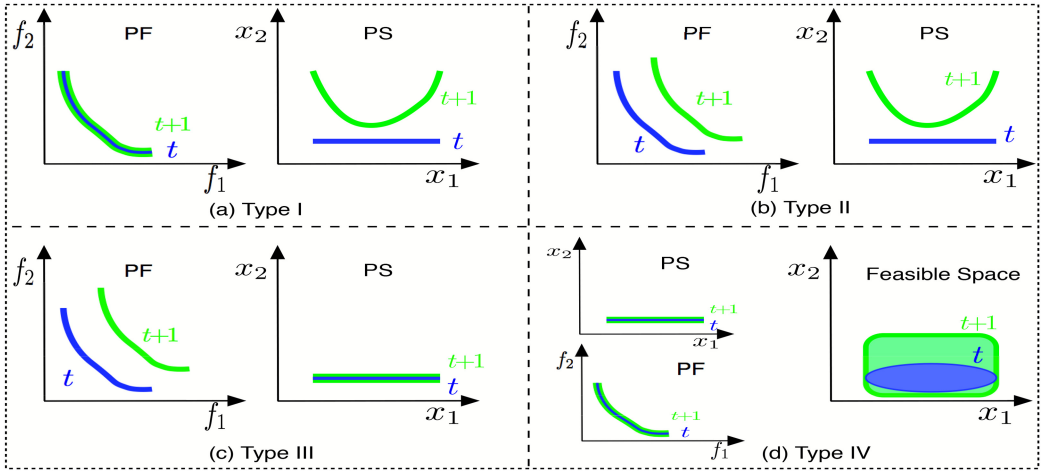 f₂ PF t+1 t f₁
x₂ PS t+1 t x₁
(a) Type I
f₂ PF t+1 t f₁
x₂ PS t+1 t x₁
(b) Type II
f₂ PF t+1 t f₁
x₂ PS t+1 t x₁
(c) Type III
x₂ PS t+1 t x₁
f₂ PF t+1 t f₁
x₂ Feasible Space t+1 t x₁
(d) Type IV